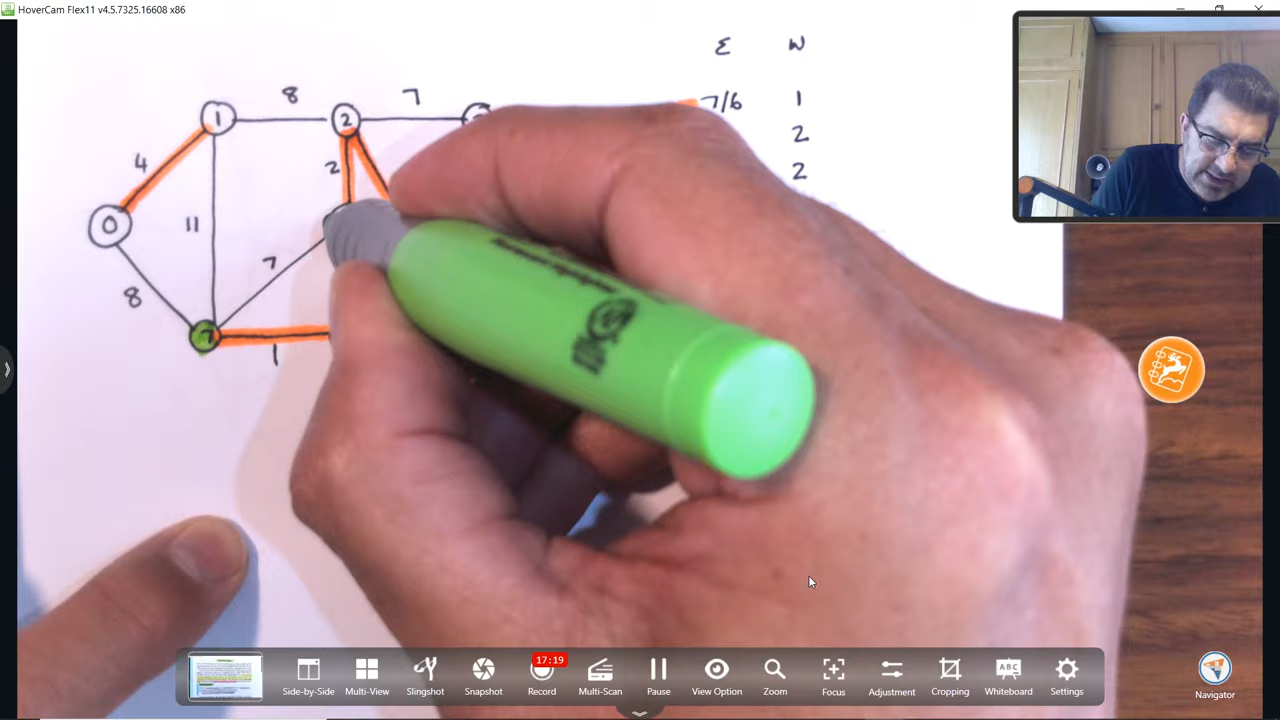 HoverCam Flex11 v4.5.7325.16608 x86
E W
8 7
7/6 1
1 2
4 2 2
2
0 11
7
8
7
1
ABC
17:19
Side-by-Side Multi-View Slingshot Snapshot Record Multi-Scan Pause View Option Zoom Focus Adjustment Cropping Whiteboard Settings Navigator